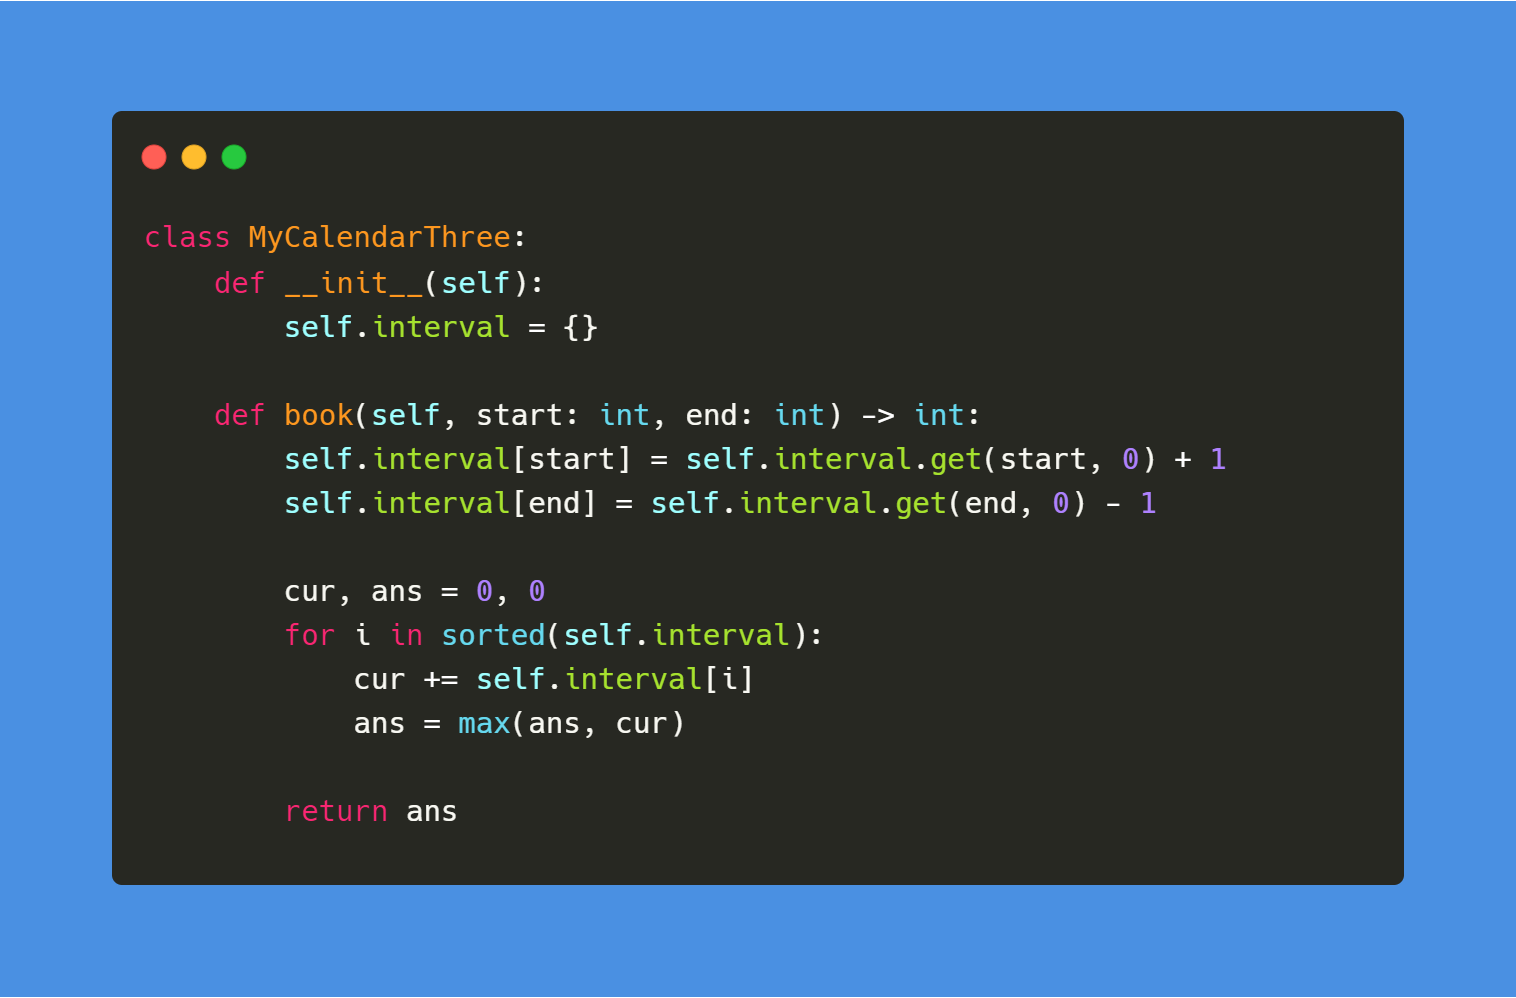 class MyCalendarThree:
    def __init__(self):
        self.interval = {}

    def book(self, start: int, end: int) -> int:
        self.interval[start] = self.interval.get(start, 0) + 1
        self.interval[end] = self.interval.get(end, 0) - 1

        cur, ans = 0, 0
        for i in sorted(self.interval):
            cur += self.interval[i]
            ans = max(ans, cur)

        return ans